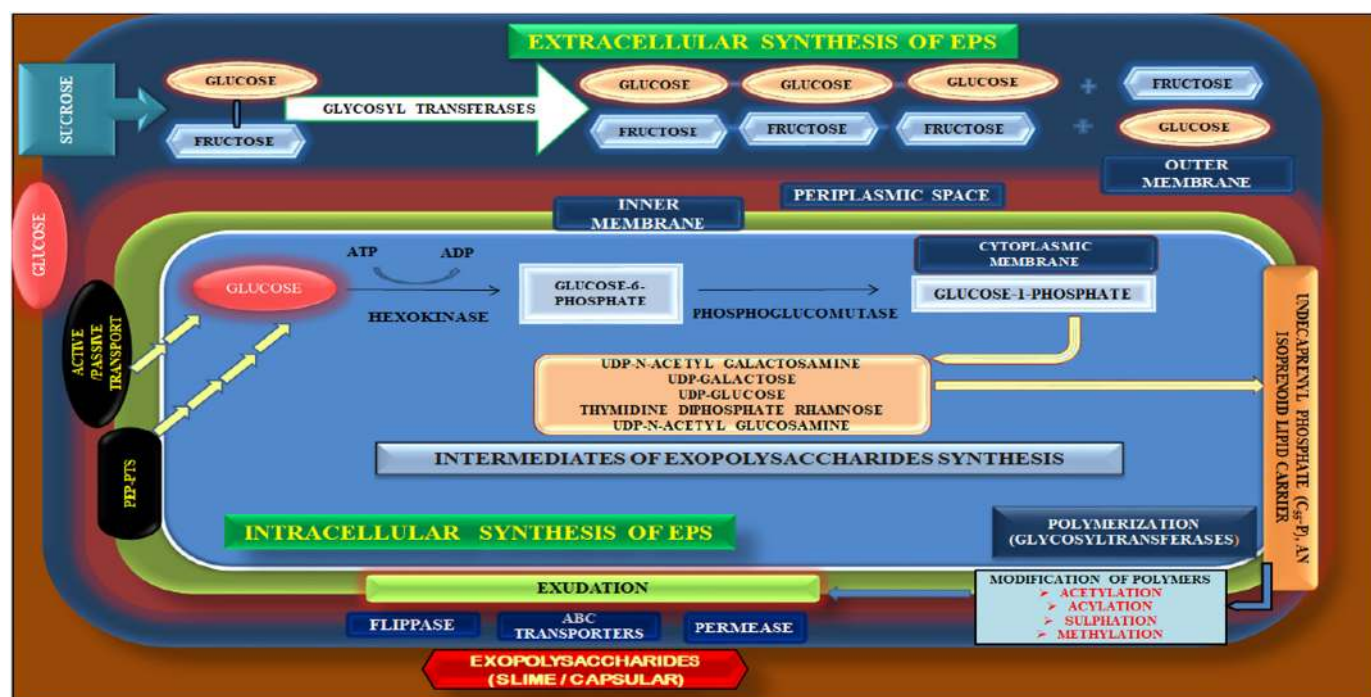 EXTRACELLULAR SYNTHESIS OF EPS
SUCROSE
GLUCOSE
FRUCTOSE
GLYCOSYL TRANSFERASES
GLUCOSE
GLUCOSE
GLUCOSE
+
FRUCTOSE
FRUCTOSE
FRUCTOSE
FRUCTOSE
+
GLUCOSE
OUTER
MEMBRANE
PERIPLASMIC SPACE
INNER
MEMBRANE
GLUCOSE
ATP
ADP
CYTOPLASMIC
MEMBRANE
GLUCOSE
GLUCOSE-6-
PHOSPHATE
GLUCOSE-1-PHOSPHATE
HEXOKINASE
PHOSPHOGLUCOMUTASE
ACTIVE
/PASSIVE
TRANSPORT
UDP-N-ACETYL GALACTOSAMINE
UDP-GALACTOSE
UDP-GLUCOSE
THYMIDINE DIPHOSPHATE RHAMNOSE
UDP-N-ACETYL GLUCOSAMINE
UNDECAPRENYL PHOSPHATE (C55-P), AN
ISOPRENOID LIPID CARRIER
INTERMEDIATES OF EXOPOLYSACCHARIDES SYNTHESIS
PEP-PTS
INTRACELLULAR SYNTHESIS OF EPS
POLYMERIZATION
(GLYCOSYLTRANSFERASES)
MODIFICATION OF POLYMERS
➢ ACETYLATION
➢ ACYLATION
➢ SULPHATION
➢ METHYLATION
EXUDATION
FLIPPASE
ABC
TRANSPORTERS
PERMEASE
EXOPOLYSACCHARIDES
(SLIME / CAPSULAR)